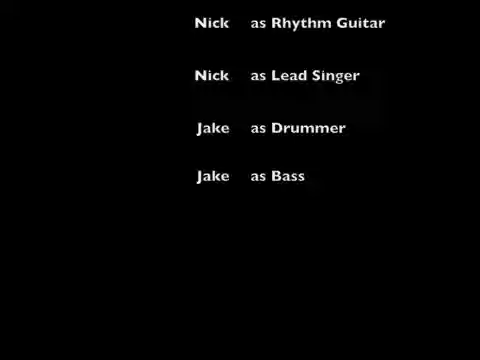 Nick as Rhythm Guitar
Nick as Lead Singer
Jake as Drummer
Jake as Bass